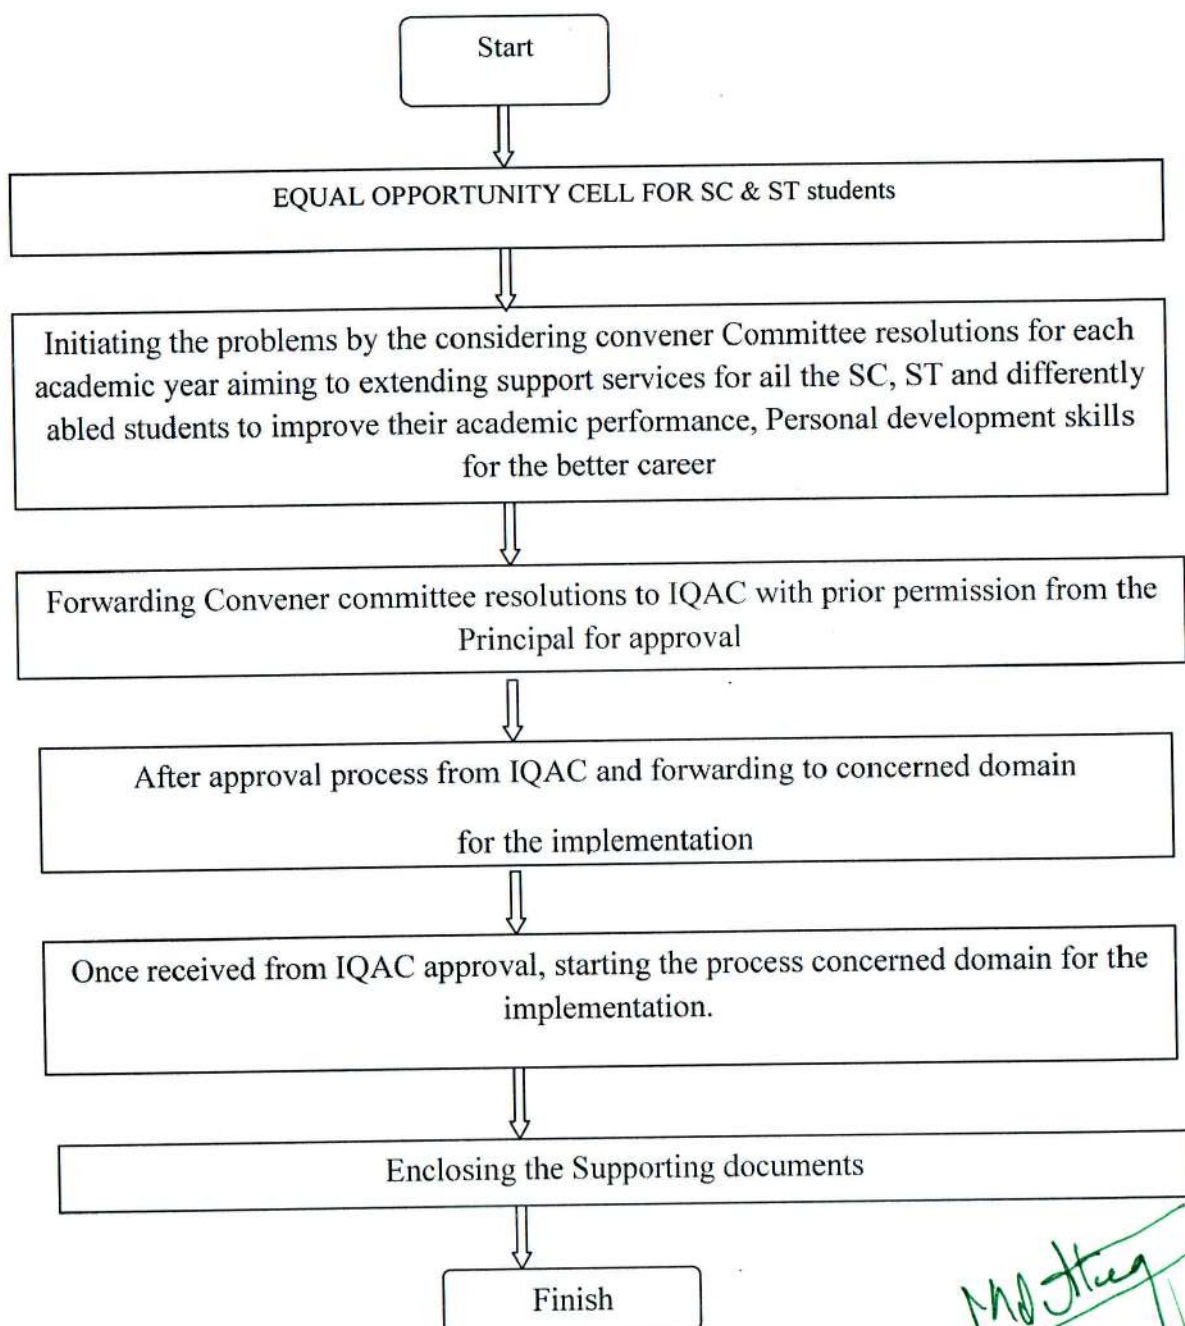 Start
EQUAL OPPORTUNITY CELL FOR SC & ST students
Initiating the problems by the considering convener Committee resolutions for each
academic year aiming to extending support services for ail the SC, ST and differently
abled students to improve their academic performance, Personal development skills
for the better career
Forwarding Convener committee resolutions to IQAC with prior permission from the
Principal for approval
After approval process from IQAC and forwarding to concerned domain
for the implementation
Once received from IQAC approval, starting the process concerned domain for the
implementation.
Enclosing the Supporting documents
Finish